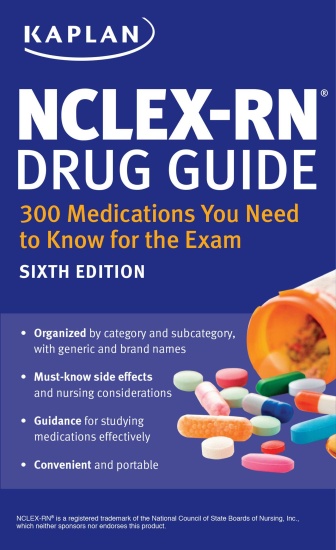 KAPLAN
NCLEX-RN®
DRUG GUIDE
300 Medications You Need
to Know for the Exam
SIXTH EDITION
• Organized by category and subcategory,
with generic and brand names
• Must-know side effects
and nursing considerations
• Guidance for studying
medications effectively
• Convenient and portable
NCLEX-RN® is a registered trademark of the National Council of State Boards of Nursing, Inc.,
which neither sponsors nor endorses this product.